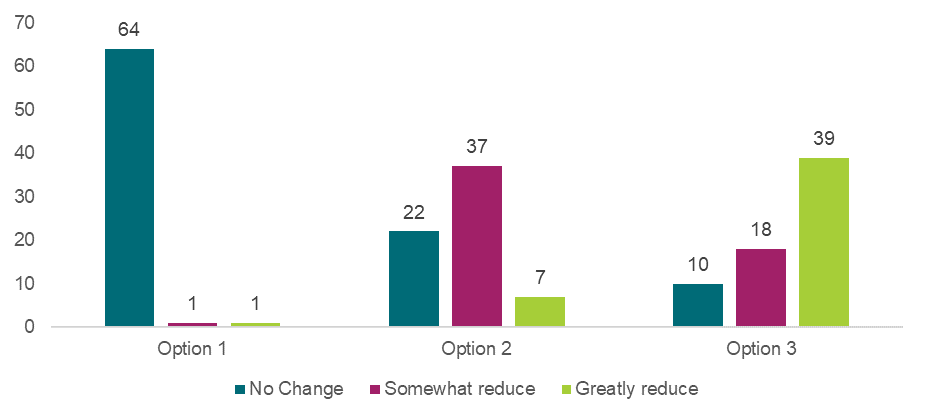 70
64
60
50
40
39
37
30
22
20
18
10
10
7
1
1
0
Option 1
Option 2
Option 3
No Change
Somewhat reduce
Greatly reduce